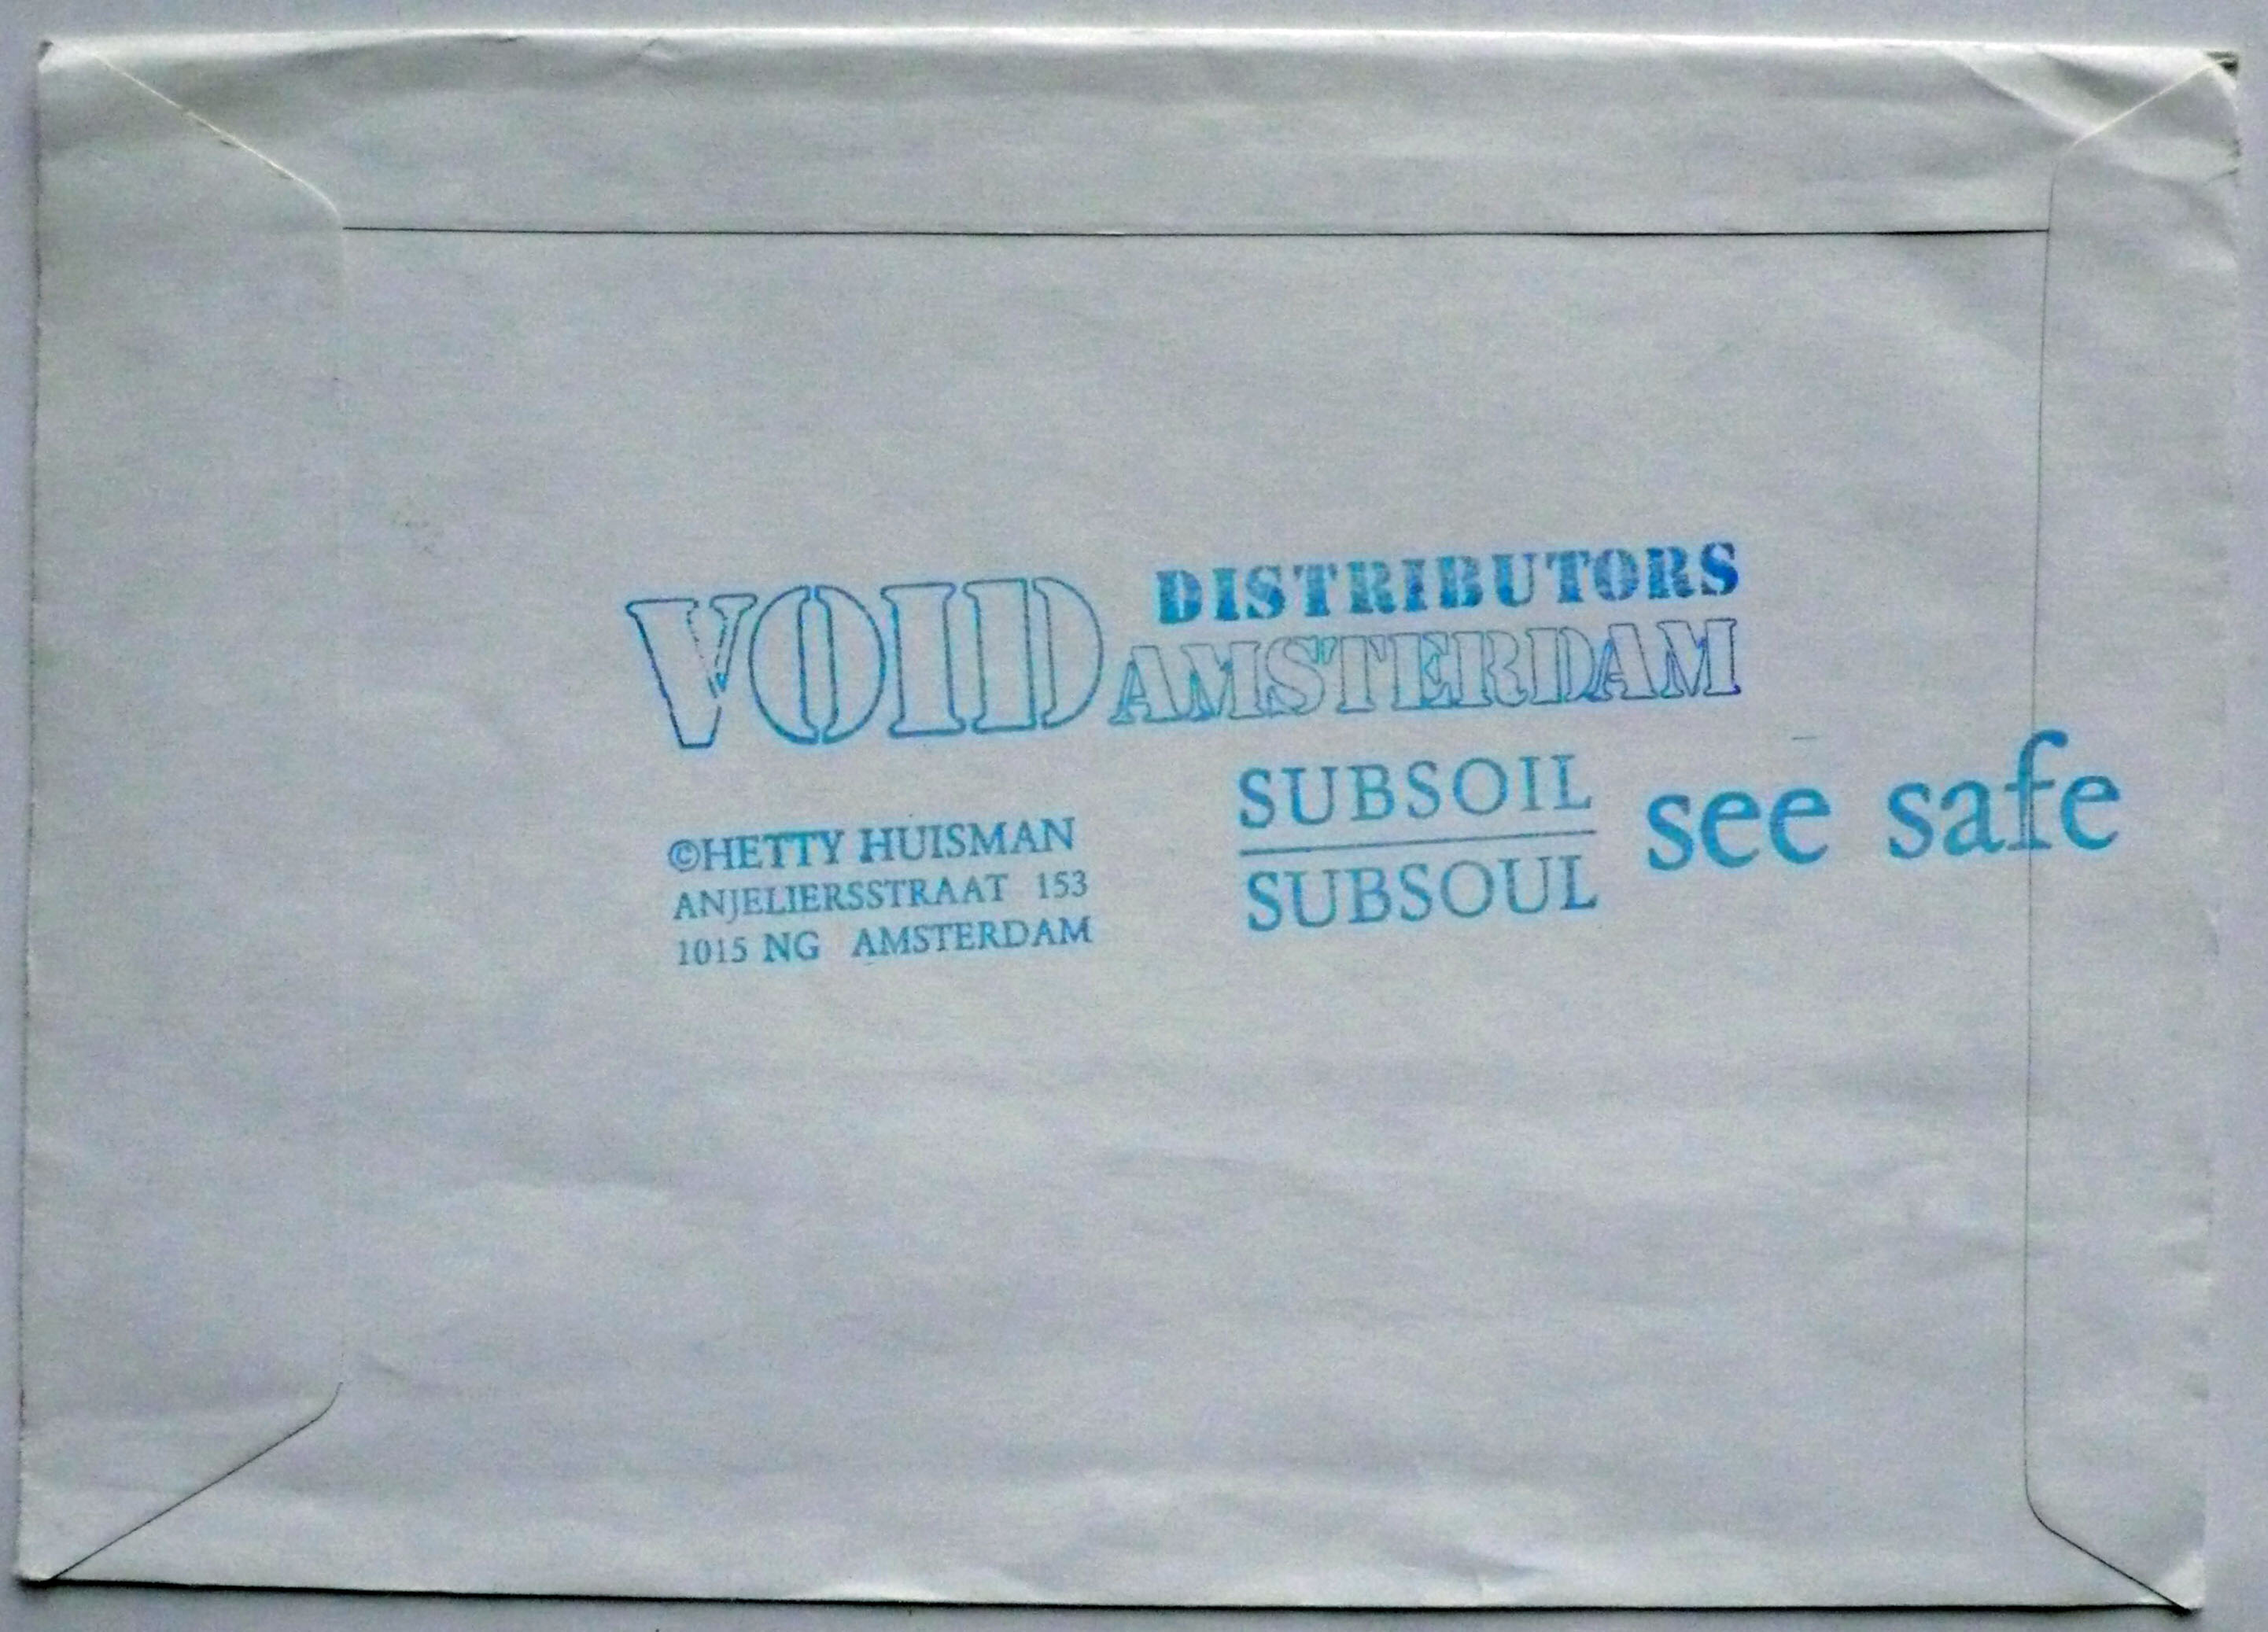 VOID DISTRIBUTORS
AMSTERDAM
©HETTY HUISMAN
ANJELIERSSTRAAT 153
1015 NG AMSTERDAM
SUBSOIL
SUBSOUL
see safe